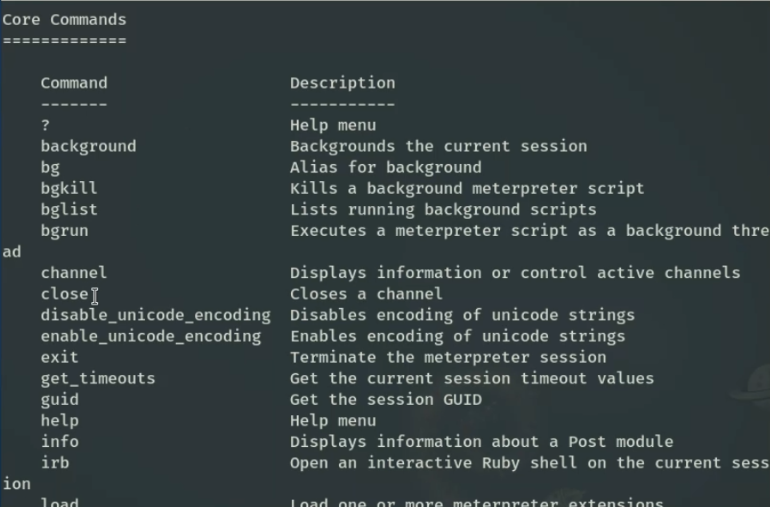 Core Commands
=============
Command Description
------- -----------
? Help menu
background Backgrounds the current session
bg Alias for background
bgkill Kills a background meterpreter script
bglist Lists running background scripts
bgrun Executes a meterpreter script as a background thre
ad
channel Displays information or control active channels
close Closes a channel
disable_unicode_encoding Disables encoding of unicode strings
enable_unicode_encoding Enables encoding of unicode strings
exit Terminate the meterpreter session
get_timeouts Get the current session timeout values
guid Get the session GUID
help Help menu
info Displays information about a Post module
irb Open an interactive Ruby shell on the current sess
ion
load Load one or more meterpreter extensions